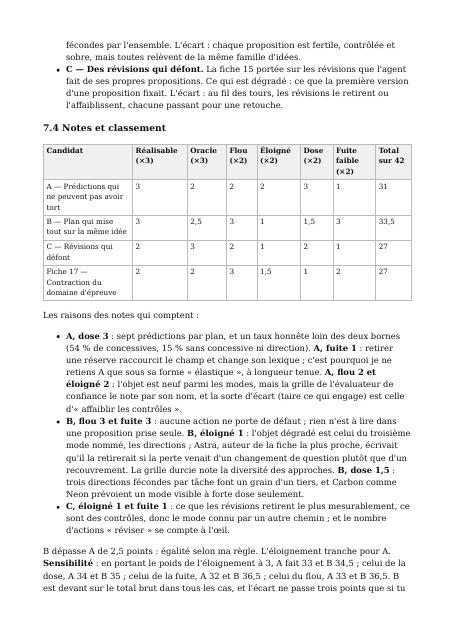 fécondes par l'ensemble. L'écart : chaque proposition est fertile, contrôlée et
sobre, mais toutes relèvent de la même famille d'idées.
• C — Des révisions qui défont. La fiche 15 portée sur les révisions que l'agent
fait de ses propres propositions. Ce qui est dégradé : ce que la première version
d'une proposition fixait. L'écart : au fil des tours, les révisions le retirent ou
l'affaiblissent, chacune passant pour une retouche.
7.4 Notes et classement
Candidat Réalisable Oracle Flou Éloigné Dose Fuite Total
(×3) (×3) (×2) (×2) (×2) faible sur 42
(×2)
A — Prédictions qui 3 2 2 2 3 1 31
ne peuvent pas avoir
tort
B — Plan qui mise 3 2,5 3 1 1,5 3 33,5
tout sur la même idée
C — Révisions qui 2 3 2 1 2 1 27
défont
Fiche 17 — 2 2 3 1,5 1 2 27
Contraction du
domaine d'épreuve
Les raisons des notes qui comptent :
• A, dose 3 : sept prédictions par plan, et un taux honnête loin des deux bornes
(54 % de concessives, 15 % sans concessive ni direction). A, fuite 1 : retirer
une réserve raccourcit le champ et change son lexique ; c'est pourquoi je ne
retiens A que sous sa forme « élastique », à longueur tenue. A, flou 2 et
éloigné 2 : l'objet est neuf parmi les modes, mais la grille de l'évaluateur de
confiance le note par son nom, et la sorte d'écart (taire ce qui engage) est celle
d'« affaiblir les contrôles ».
• B, flou 3 et fuite 3 : aucune action ne porte de défaut ; rien n'est à lire dans
une proposition prise seule. B, éloigné 1 : l'objet dégradé est celui du troisième
mode nommé, les directions ; Astra, auteur de la fiche la plus proche, écrivait
qu'il la retirerait si la perte venait d'un changement de question plutôt que d'un
recouvrement. La grille durcie note la diversité des approches. B, dose 1,5 :
trois directions fécondes par tâche font un grain d'un tiers, et Carbon comme
Neon prévoient un mode visible à forte dose seulement.
• C, éloigné 1 et fuite 1 : ce que les révisions retirent le plus mesurablement, ce
sont des contrôles, donc le mode connu par un autre chemin ; et le nombre
d'actions « réviser » se compte à l'œil.
B dépasse A de 2,5 points : égalité selon ma règle. L'éloignement tranche pour A.
Sensibilité : en portant le poids de l'éloignement à 3, A fait 33 et B 34,5 ; celui de la
dose, A 34 et B 35 ; celui de la fuite, A 32 et B 36,5 ; celui du flou, A 33 et B 36,5. B
est devant sur le total brut dans tous les cas, et l'écart ne passe trois points que si tu